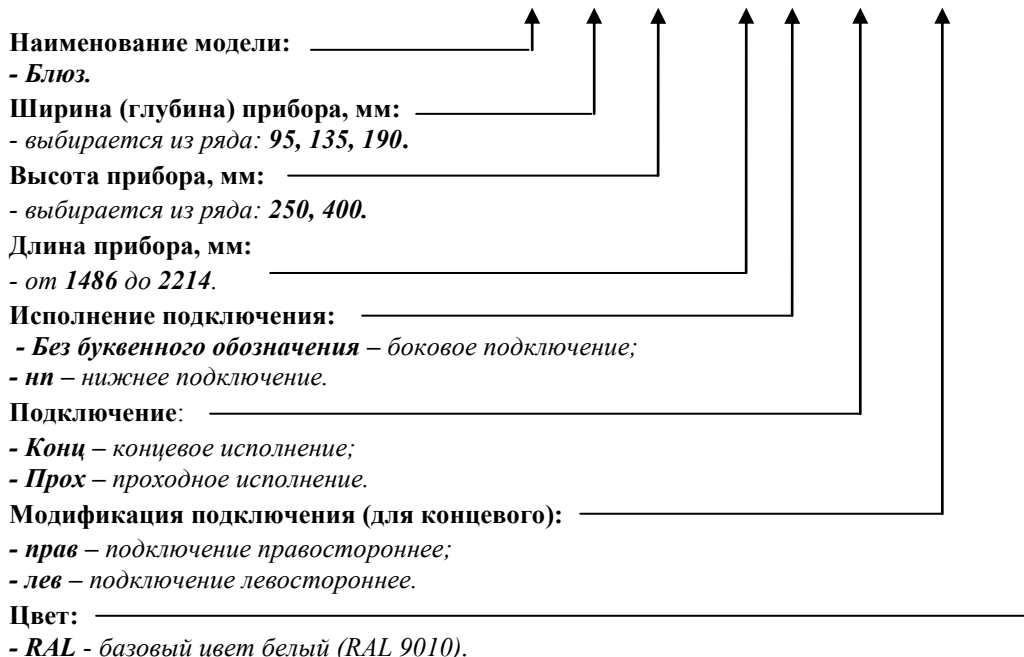 Наименование модели:
- Блюз.
Ширина (глубина) прибора, мм:
- выбирается из ряда: 95, 135, 190.
Высота прибора, мм:
- выбирается из ряда: 250, 400.
Длина прибора, мм:
- от 1486 до 2214.
Исполнение подключения:
- Без буквенного обозначения – боковое подключение;
- нп – нижнее подключение.
Подключение:
- Конц – концевое исполнение;
- Прох – проходное исполнение.
Модификация подключения (для концевого):
- прав – подключение правостороннее;
- лев – подключение левостороннее.
Цвет:
- RAL - базовый цвет белый (RAL 9010).